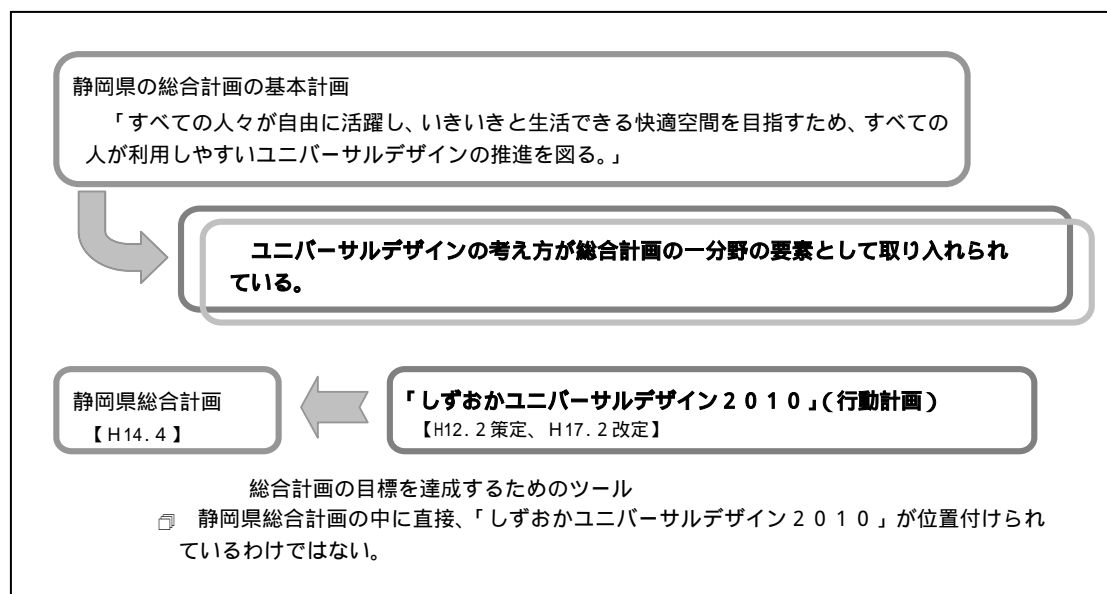 静岡県の総合計画の基本計画
「すべての人々が自由に活躍し、いきいきと生活できる快適空間を目指すため、すべての
人が利用しやすいユニバーサルデザインの推進を図る。」
ユニバーサルデザインの考え方が総合計画の一分野の要素として取り入れられ
ている。
静岡県総合計画
【H14.4】
「しずおかユニバーサルデザイン2010」(行動計画)
【H12.2策定、H17.2改定】
総合計画の目標を達成するためのツール
静岡県総合計画の中に直接、「しずおかユニバーサルデザイン2010」が位置付けられ
ているわけではない。